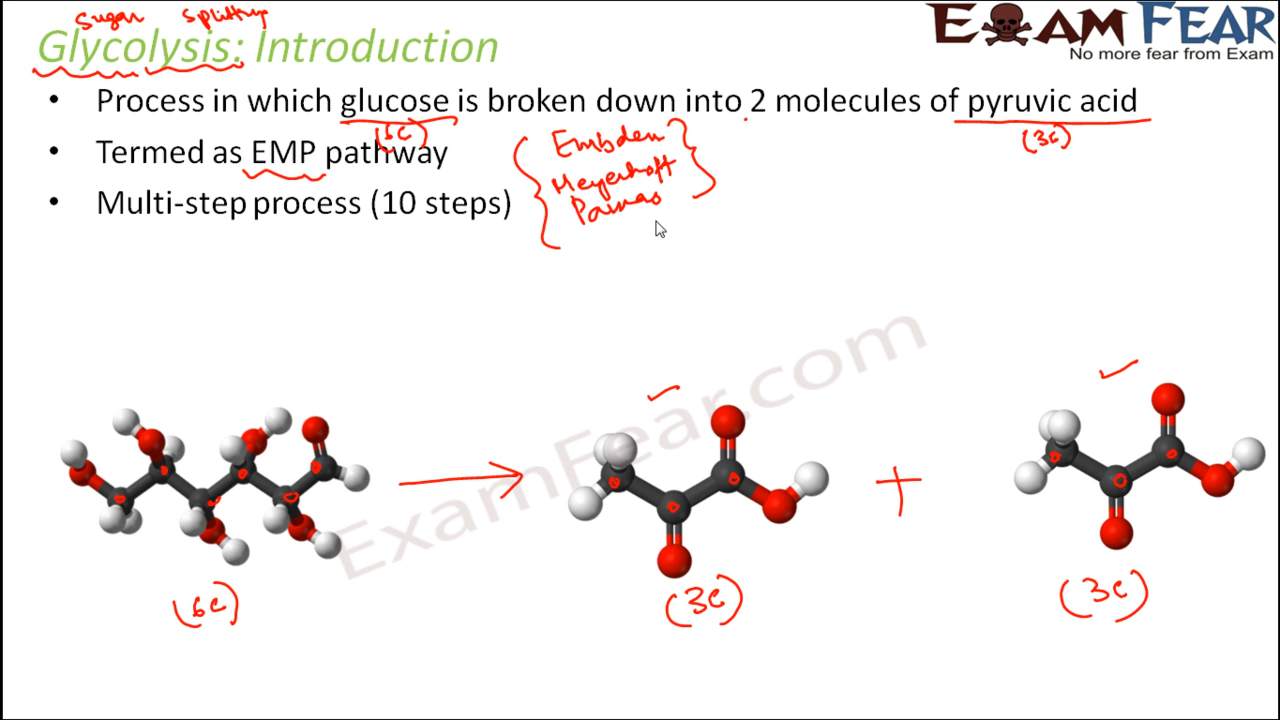 Sugar Splitting
Glycolysis: Introduction
EXAM FEAR
No more fear from Exam
• Process in which glucose is broken down into 2 molecules of pyruvic acid
(6C)
(3C)
• Termed as EMP pathway
Embden
Meyerhoft
Parnas
• Multi-step process (10 steps)
ExamFear.com
(6C)
(3C)
(3C)